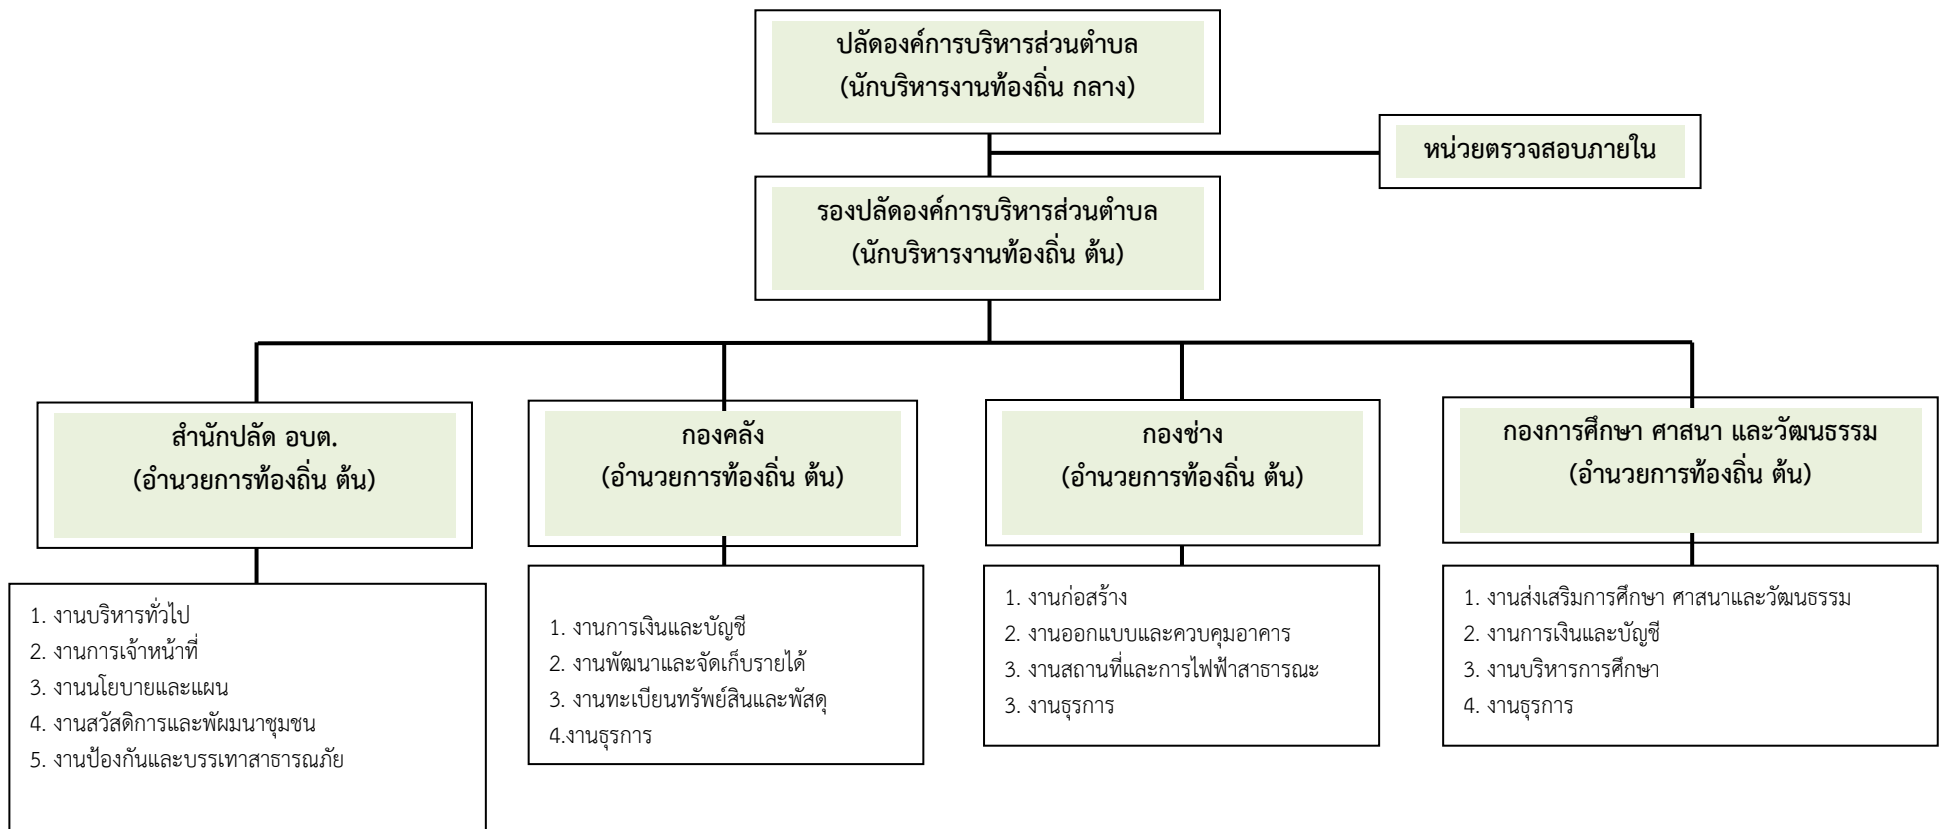 ปลัดองค์การบริหารส่วนตำบล
(นักบริหารงานท้องถิ่น กลาง)
หน่วยตรวจสอบภายใน
รองปลัดองค์การบริหารส่วนตำบล
(นักบริหารงานท้องถิ่น ต้น)
สำนักปลัด อบต.
(อำนวยการท้องถิ่น ต้น)
กองคลัง
(อำนวยการท้องถิ่น ต้น)
กองช่าง
(อำนวยการท้องถิ่น ต้น)
กองการศึกษา ศาสนา และวัฒนธรรม
(อำนวยการท้องถิ่น ต้น)
1. งานบริหารทั่วไป
2. งานการเจ้าหน้าที่
3. งานนโยบายและแผน
4. งานสวัสดิการและพัผมนาชุมชน
5. งานป้องกันและบรรเทาสาธารณภัย
1. งานการเงินและบัญชี
2. งานพัฒนาและจัดเก็บรายได้
3. งานทะเบียนทรัพย์สินและพัสดุ
4.งานธุรการ
1. งานก่อสร้าง
2. งานออกแบบและควบคุมอาคาร
3. งานสถานที่และการไฟฟ้าสาธารณะ
3. งานธุรการ
1. งานส่งเสริมการศึกษา ศาสนาและวัฒนธรรม
2. งานการเงินและบัญชี
3. งานบริหารการศึกษา
4. งานธุรการ